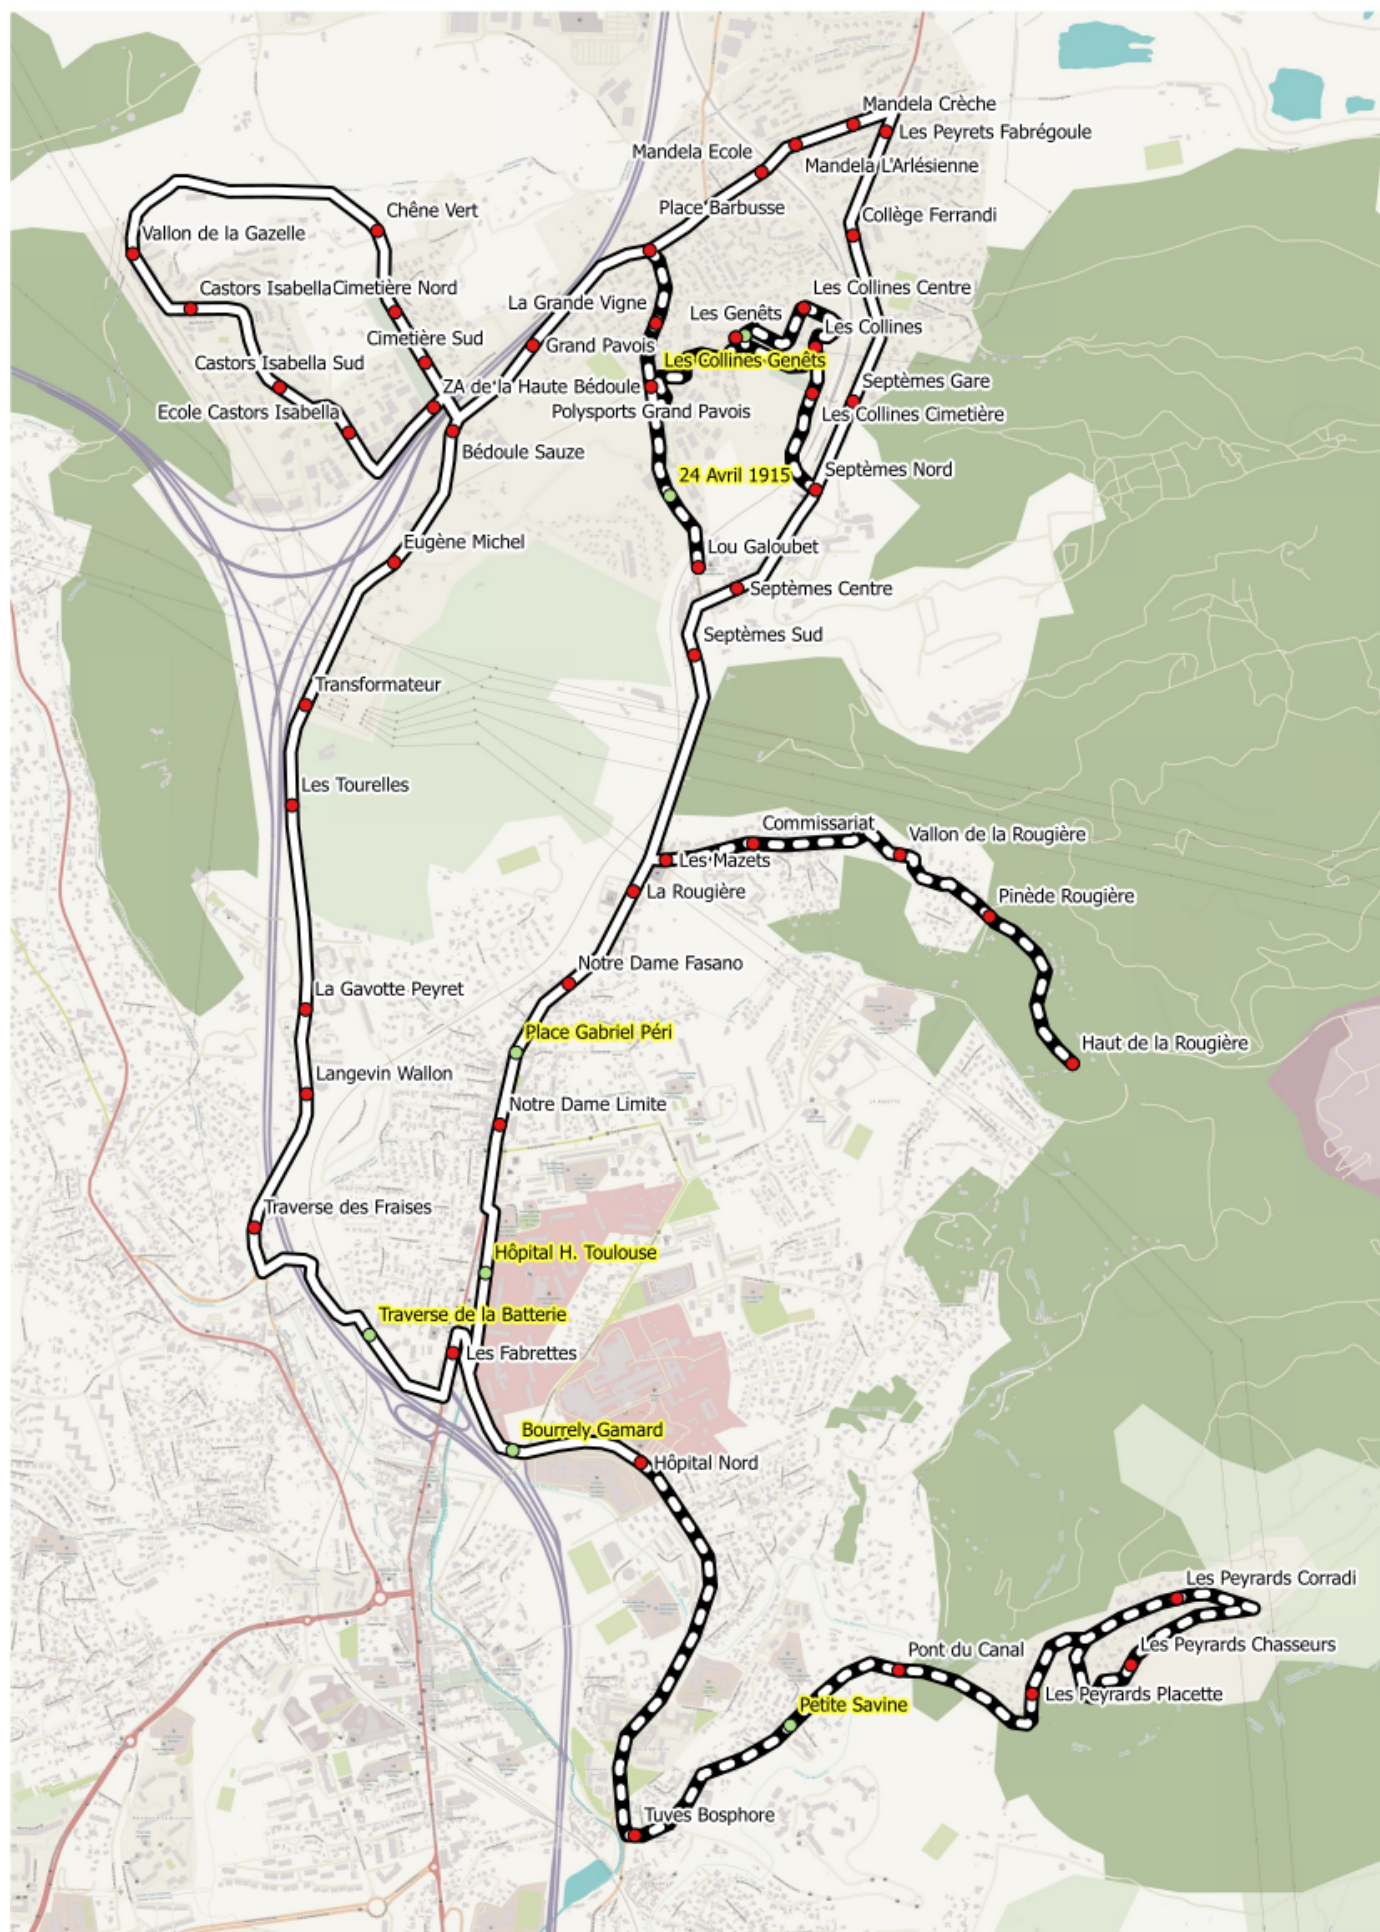 Mandela Crèche
Les Peyrets Fabrégoule
Mandela Ecole
Mandela L'Arlésienne
Place Barbusse
Chêne Vert
Collège Ferrandi
Vallon de la Gazelle
Castors Isabella
Cimetière Nord
Les Collines Centre
La Grande Vigne
Les Genêts
Les Collines
Cimetière Sud
Grand Pavois
Les Collines Genêts
Castors Isabella Sud
ZA de la Haute Bédoule
Septèmes Gare
Ecole Castors Isabella
Polysports Grand Pavois
Les Collines Cimetière
Bédoule Sauze
24 Avril 1915
Septèmes Nord
Eugène Michel
Lou Galoubet
Septèmes Centre
Septèmes Sud
Transformateur
Les Tourelles
Commissariat
Vallon de la Rougière
Les Mazets
La Rougière
Pinède Rougière
Notre Dame Fasano
La Gavotte Peyret
Place Gabriel Péri
Haut de la Rougière
Langevin Wallon
Notre Dame Limite
Traverse des Fraises
Hôpital H. Toulouse
Traverse de la Batterie
Les Fabrettes
Bourrely Gamard
Hôpital Nord
Les Peyrards Corradi
Pont du Canal
Les Peyrards Chasseurs
Les Peyrards Placette
Petite Savine
Tuves Bosphore